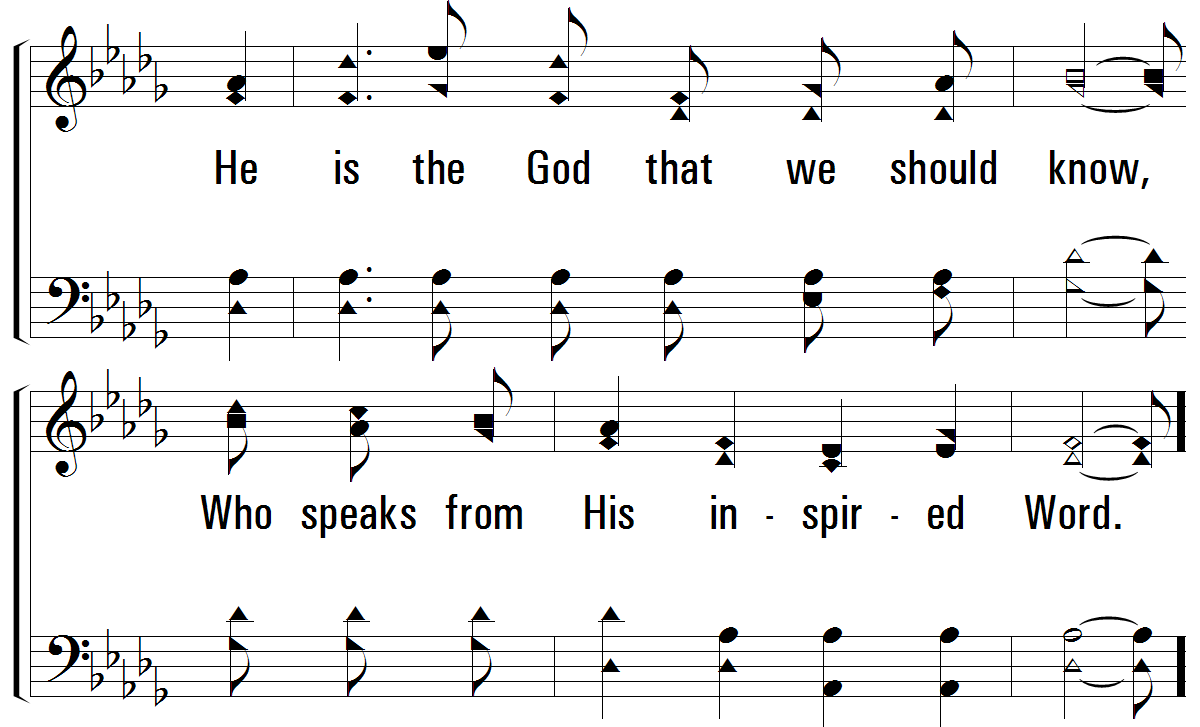 He is the God that we should know,
Who speaks from His in - spir - ed Word.